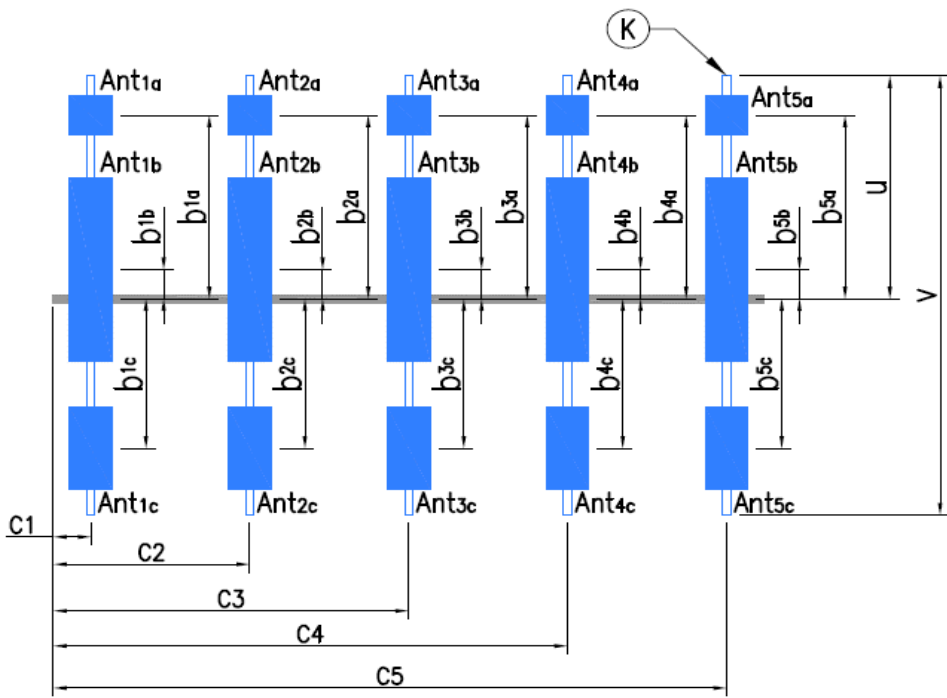 K
Ant1a
Ant2a
Ant3a
Ant4a
Ant5a
Ant1b
Ant2b
Ant3b
Ant4b
Ant5b
b1a
b2a
b3a
b4a
b5a
u
b1b
b2b
b3b
b4b
b5b
v
b1c
b2c
b3c
b4c
b5c
Ant1c
Ant2c
Ant3c
Ant4c
Ant5c
C1
C2
C3
C4
C5